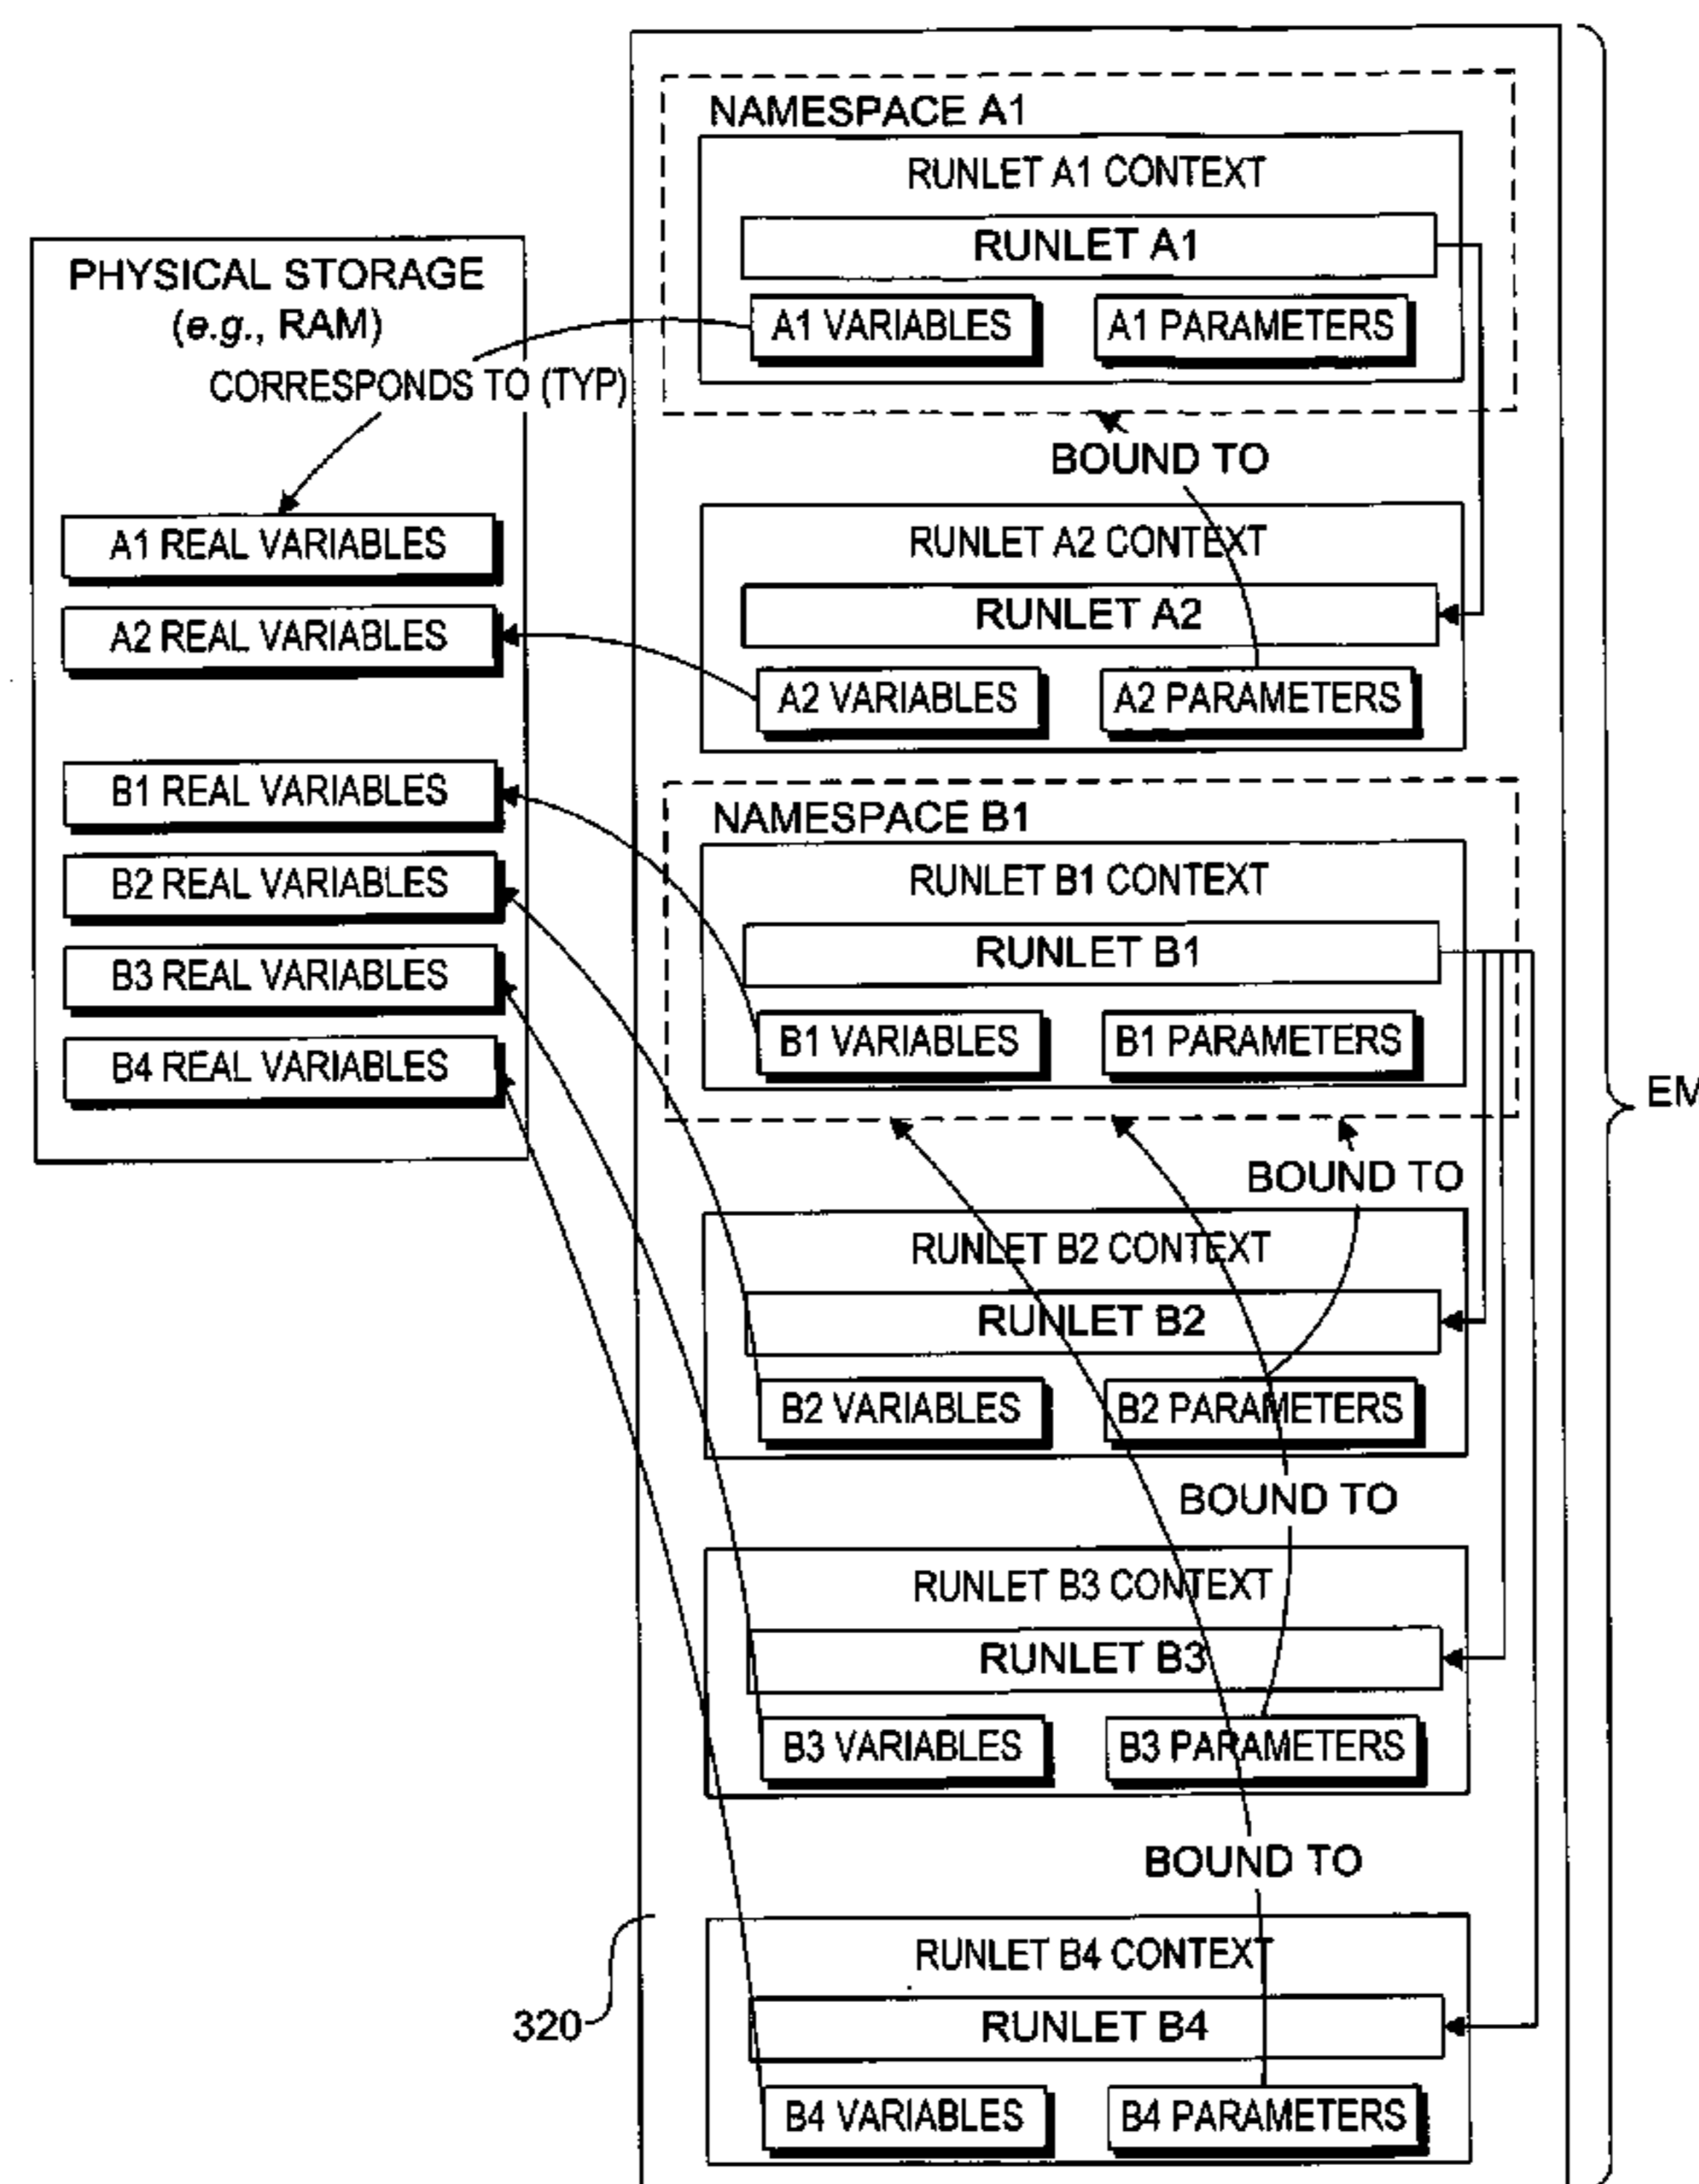 PHYSICAL STORAGE
(e.g., RAM)
CORRESPONDS TO (TYP)
A1 REAL VARIABLES
A2 REAL VARIABLES
B1 REAL VARIABLES
B2 REAL VARIABLES
B3 REAL VARIABLES
B4 REAL VARIABLES
NAMESPACE A1
RUNLET A1 CONTEXT
RUNLET A1
A1 VARIABLES
A1 PARAMETERS
BOUND TO
RUNLET A2 CONTEXT
RUNLET A2
A2 VARIABLES
A2 PARAMETERS
NAMESPACE B1
RUNLET B1 CONTEXT
RUNLET B1
B1 VARIABLES
B1 PARAMETERS
BOUND TO
RUNLET B2 CONTEXT
RUNLET B2
B2 VARIABLES
B2 PARAMETERS
BOUND TO
RUNLET B3 CONTEXT
RUNLET B3
B3 VARIABLES
B3 PARAMETERS
BOUND TO
RUNLET B4 CONTEXT
RUNLET B4
B4 VARIABLES
B4 PARAMETERS
320
EM